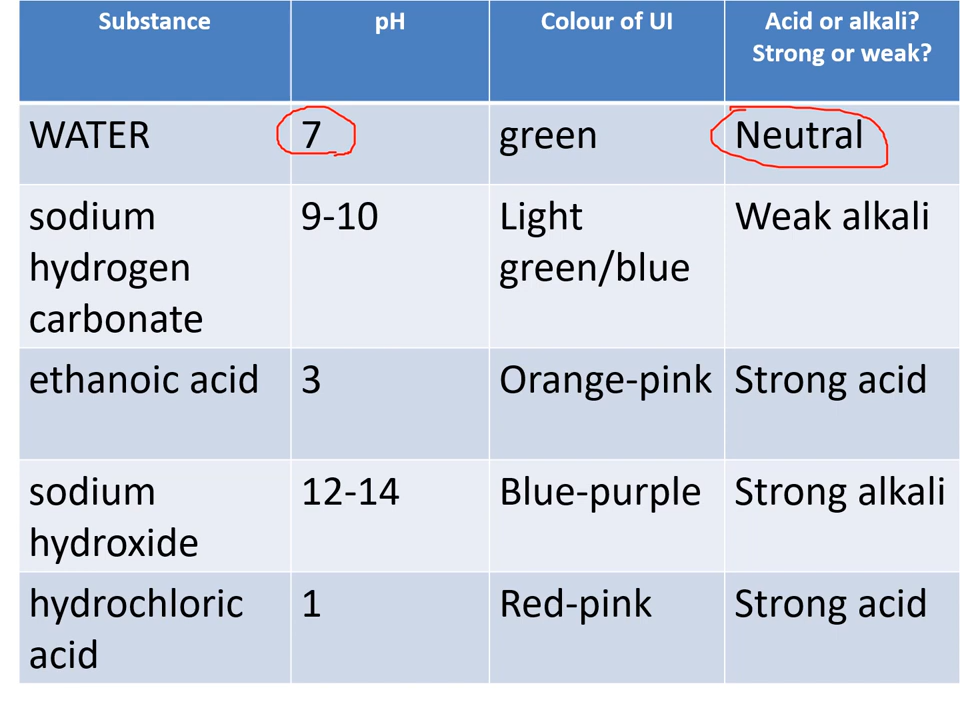 Substance
pH
Colour of UI
Acid or alkali?
Strong or weak?
WATER
7
green
Neutral
sodium
hydrogen
carbonate
9-10
Light
green/blue
Weak alkali
ethanoic acid
3
Orange-pink
Strong acid
sodium
hydroxide
12-14
Blue-purple
Strong alkali
hydrochloric
acid
1
Red-pink
Strong acid